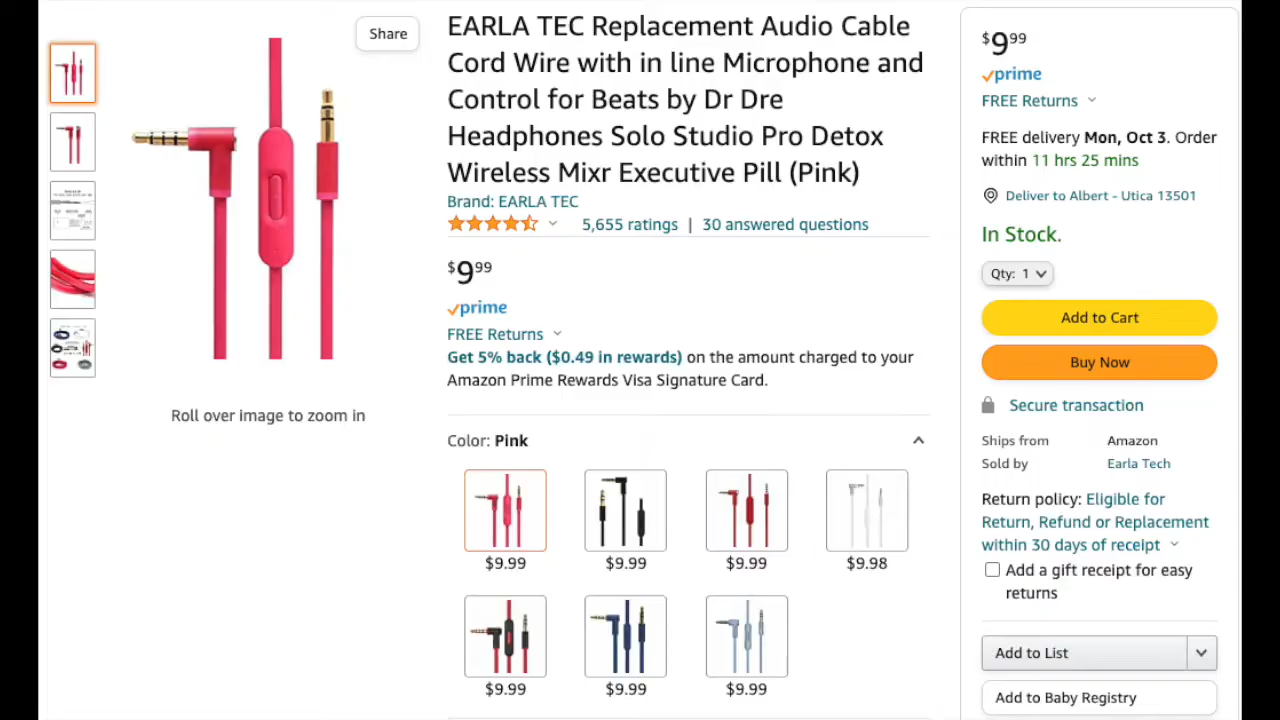 Share
Roll over image to zoom in
EARLA TEC Replacement Audio Cable
Cord Wire with in line Microphone and
Control for Beats by Dr Dre
Headphones Solo Studio Pro Detox
Wireless Mixr Executive Pill (Pink)
Brand: EARLA TEC
5,655 ratings | 30 answered questions
$9.99
prime
FREE Returns
Get 5% back ($0.49 in rewards) on the amount charged to your
Amazon Prime Rewards Visa Signature Card.
Color: Pink
$9.99 $9.99 $9.99 $9.98
$9.99 $9.99 $9.99
$9.99
prime
FREE Returns
FREE delivery Mon, Oct 3. Order
within 11 hrs 25 mins
Deliver to Albert - Utica 13501
In Stock.
Qty: 1
Add to Cart
Buy Now
Secure transaction
Ships from Amazon
Sold by Earla Tech
Return policy: Eligible for
Return, Refund or Replacement
within 30 days of receipt
Add a gift receipt for easy
returns
Add to List
Add to Baby Registry